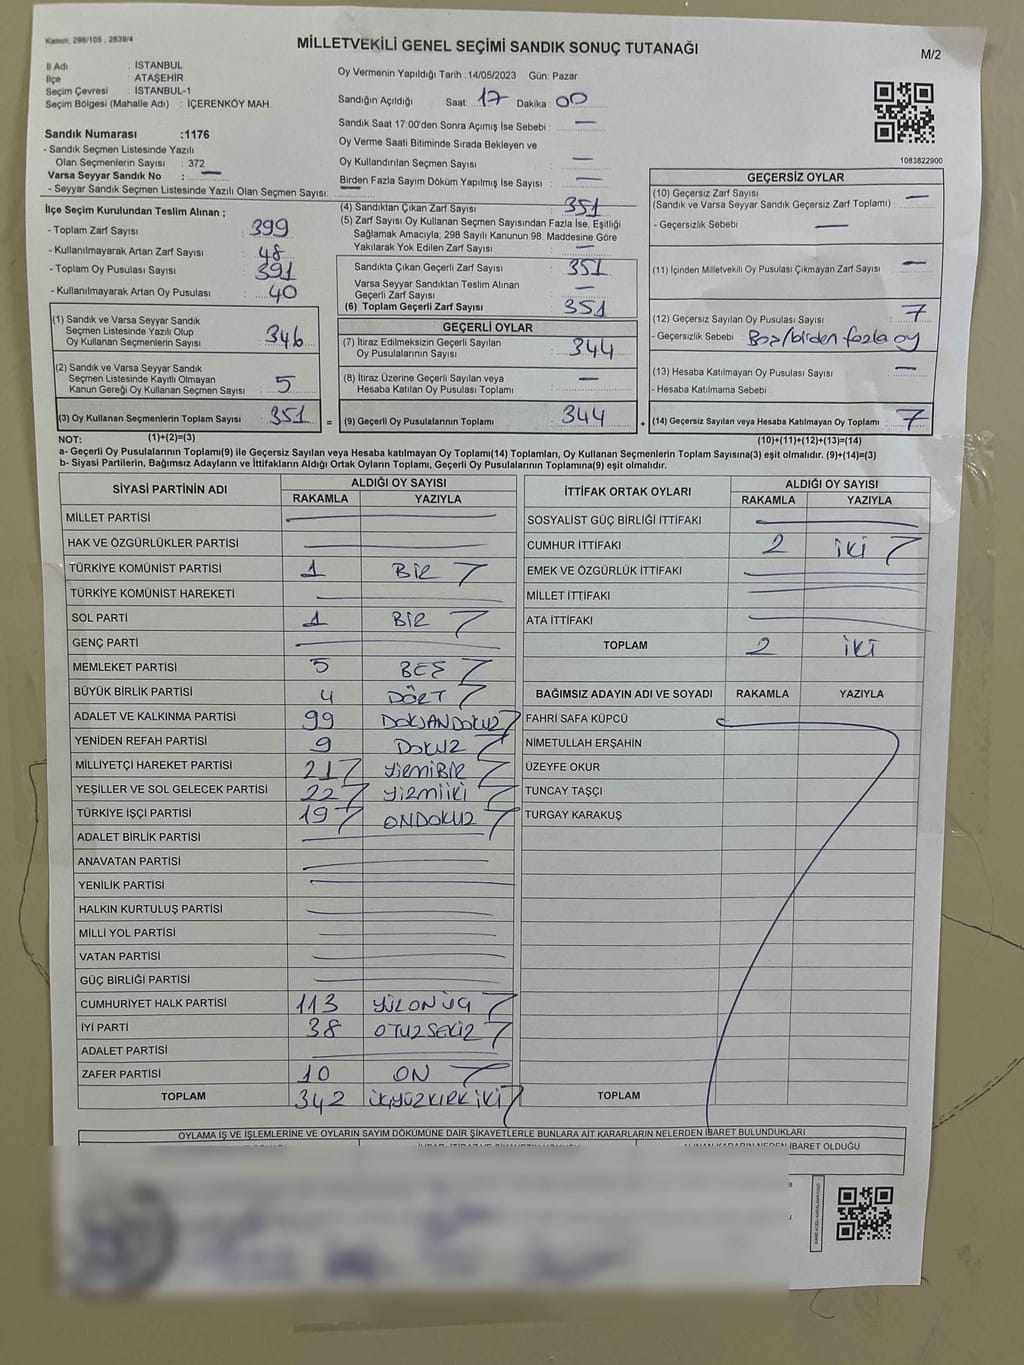 Kanun; 298/105 , 2839/4
MİLLETVEKİLİ GENEL SEÇİMİ SANDIK SONUÇ TUTANAĞI
M/2
İl Adı : İSTANBUL
İlçe : ATAŞEHİR
Seçim Çevresi : İSTANBUL-1
Seçim Bölgesi (Mahalle Adı) : İÇERENKÖY MAH.
Oy Vermenin Yapıldığı Tarih : 14/05/2023 Gün: Pazar
Sandığın Açıldığı Saat: 17 Dakika: 00
Sandık Saat 17:00'den Sonra Açımış İse Sebebi : —
Oy Verme Saati Bitiminde Sırada Bekleyen ve
Oy Kullandırılan Seçmen Sayısı —
Birden Fazla Sayım Döküm Yapılmış İse Sayısı —
1083822900
Sandık Numarası :1176
- Sandık Seçmen Listesinde Yazılı
Olan Seçmenlerin Sayısı : 372
Varsa Seyyar Sandık No : —
- Seyyar Sandık Seçmen Listesinde Yazılı Olan Seçmen Sayısı: —
İlçe Seçim Kurulundan Teslim Alınan ;
- Toplam Zarf Sayısı 399
- Kullanılmayarak Artan Zarf Sayısı 48
- Toplam Oy Pusulası Sayısı 391
- Kullanılmayarak Artan Oy Pusulası 40
(1) Sandık ve Varsa Seyyar Sandık
Seçmen Listesinde Yazılı Olup
Oy Kullanan Seçmenlerin Sayısı 346
(2) Sandık ve Varsa Seyyar Sandık
Seçmen Listesinde Kayıtlı Olmayan
Kanun Gereği Oy Kullanan Seçmen Sayısı 5
(3) Oy Kullanan Seçmenlerin Toplam Sayısı 351 =
(4) Sandıktan Çıkan Zarf Sayısı 351
(5) Zarf Sayısı Oy Kullanan Seçmen Sayısından Fazla İse, Eşitliği
Sağlamak Amacıyla, 298 Sayılı Kanunun 98. Maddesine Göre
Yakılarak Yok Edilen Zarf Sayısı —
Sandıkta Çıkan Geçerli Zarf Sayısı 351
Varsa Seyyar Sandıktan Teslim Alınan
Geçerli Zarf Sayısı —
(6) Toplam Geçerli Zarf Sayısı 351
GEÇERLİ OYLAR
(7) İtiraz Edilmeksizin Geçerli Sayılan
Oy Pusulalarının Sayısı 344
(8) İtiraz Üzerine Geçerli Sayılan veya
Hesaba Katılan Oy Pusulası Toplamı —
(9) Geçerli Oy Pusulalarının Toplamı 344 +
GEÇERSİZ OYLAR
(10) Geçersiz Zarf Sayısı
(Sandık ve Varsa Seyyar Sandık Geçersiz Zarf Toplamı) : —
- Geçersizlik Sebebi —
(11) İçinden Milletvekili Oy Pusulası Çıkmayan Zarf Sayısı —
(12) Geçersiz Sayılan Oy Pusulası Sayısı : 7
- Geçersizlik Sebebi Boş/birden fazla oy
(13) Hesaba Katılmayan Oy Pusulası Sayısı : —
- Hesaba Katılmama Sebebi
(14) Geçersiz Sayılan veya Hesaba Katılmayan Oy Toplamı 7
NOT: (1)+(2)=(3) (10)+(11)+(12)+(13)=(14)
a- Geçerli Oy Pusulalarının Toplamı(9) ile Geçersiz Sayılan veya Hesaba katılmayan Oy Toplamı(14) Toplamları, Oy Kullanan Seçmenlerin Toplam Sayısına(3) eşit olmalıdır. (9)+(14)=(3)
b- Siyasi Partilerin, Bağımsız Adayların ve İttifakların Aldığı Ortak Oyların Toplamı, Geçerli Oy Pusulalarının Toplamına(9) eşit olmalıdır.
SİYASİ PARTİNİN ADI ALDIĞI OY SAYISI
RAKAMLA YAZIYLA
MİLLET PARTİSİ
HAK VE ÖZGÜRLÜKLER PARTİSİ
TÜRKİYE KOMÜNİST PARTİSİ 1 BİR
TÜRKİYE KOMÜNİST HAREKETİ
SOL PARTİ 1 BİR
GENÇ PARTİ
MEMLEKET PARTİSİ 5 BEŞ
BÜYÜK BİRLİK PARTİSİ 4 DÖRT
ADALET VE KALKINMA PARTİSİ 99 DOKSANDOKUZ
YENİDEN REFAH PARTİSİ 9 DOKUZ
MİLLİYETÇİ HAREKET PARTİSİ 21 YİRMİBİR
YEŞİLLER VE SOL GELECEK PARTİSİ 22 YİRMİİKİ
TÜRKİYE İŞÇİ PARTİSİ 19 ONDOKUZ
ADALET BİRLİK PARTİSİ
ANAVATAN PARTİSİ
YENİLİK PARTİSİ
HALKIN KURTULUŞ PARTİSİ
MİLLİ YOL PARTİSİ
VATAN PARTİSİ
GÜÇ BİRLİĞİ PARTİSİ
CUMHURİYET HALK PARTİSİ 113 YÜZONÜÇ
İYİ PARTİ 38 OTUZSEKİZ
ADALET PARTİSİ
ZAFER PARTİSİ 10 ON
TOPLAM 342 ÜÇYÜZKIRKİKİ
İTTİFAK ORTAK OYLARI ALDIĞI OY SAYISI
RAKAMLA YAZIYLA
SOSYALİST GÜÇ BİRLİĞİ İTTİFAKI
CUMHUR İTTİFAKI 2 İKİ
EMEK VE ÖZGÜRLÜK İTTİFAKI
MİLLET İTTİFAKI
ATA İTTİFAKI
TOPLAM 2 İKİ
BAĞIMSIZ ADAYIN ADI VE SOYADI RAKAMLA YAZIYLA
FAHRİ SAFA KÜPCÜ
NİMETULLAH ERŞAHİN
ÜZEYFE OKUR
TUNCAY TAŞÇI
TURGAY KARAKUŞ
TOPLAM
OYLAMA İŞ VE İŞLEMLERİNE VE OYLARIN SAYIM DÖKÜMÜNE DAİR ŞİKAYETLERLE BUNLARA AİT KARARLARIN NELERDEN İBARET BULUNDUKLARI
ALINAN KARARIN NEDEN İBARET OLDUĞU